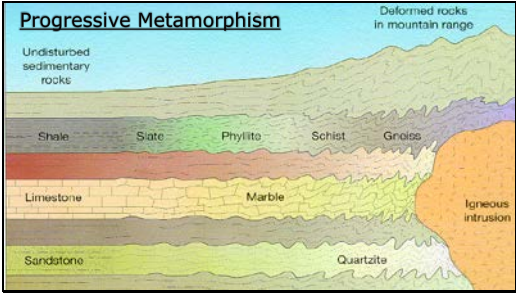 Progressive Metamorphism
Deformed rocks
in mountain range
Undisturbed
sedimentary
rocks
Shale
Slate
Phyllite
Schist
Gneiss
Limestone
Marble
Igneous
intrusion
Sandstone
Quartzite